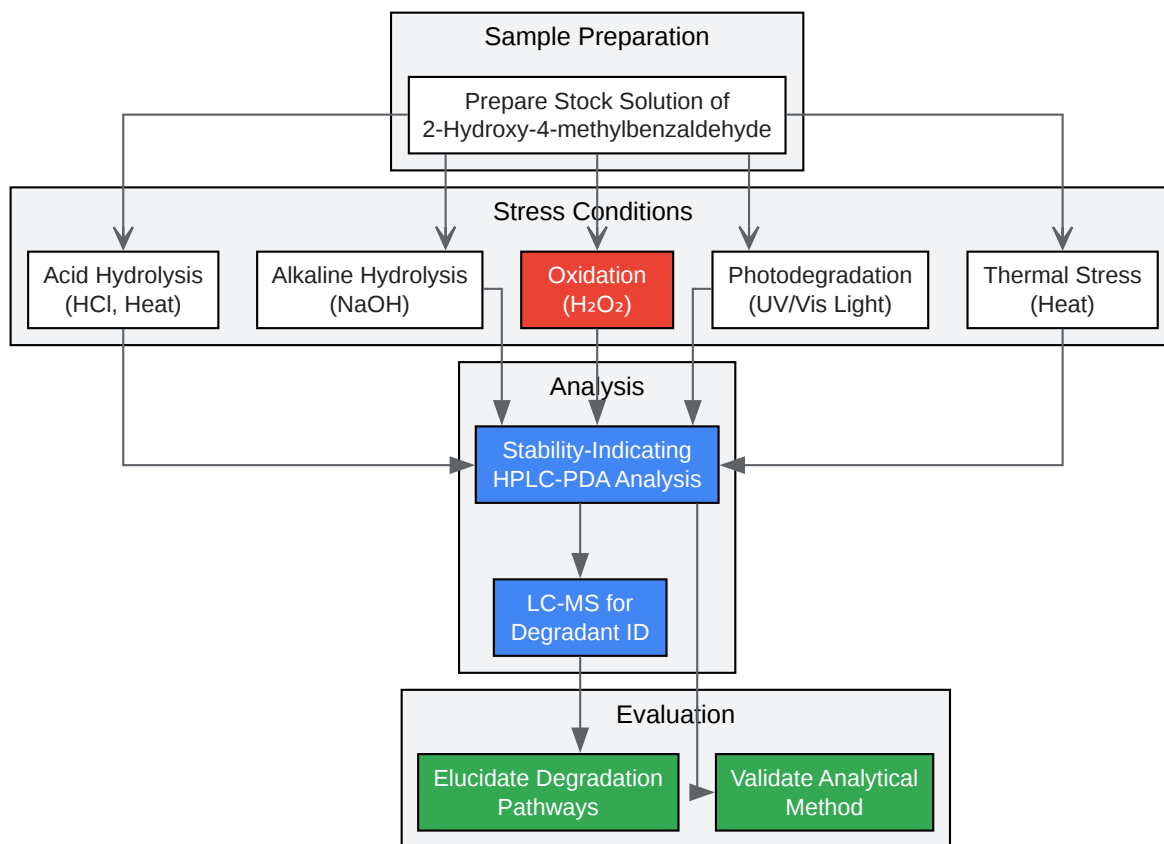 Sample Preparation
Prepare Stock Solution of
2-Hydroxy-4-methylbenzaldehyde
Stress Conditions
Acid Hydrolysis
(HCl, Heat)
Alkaline Hydrolysis
(NaOH)
Oxidation
(H₂O₂)
Photodegradation
(UV/Vis Light)
Thermal Stress
(Heat)
Analysis
Stability-Indicating
HPLC-PDA Analysis
LC-MS for
Degradant ID
Evaluation
Elucidate Degradation
Pathways
Validate Analytical
Method